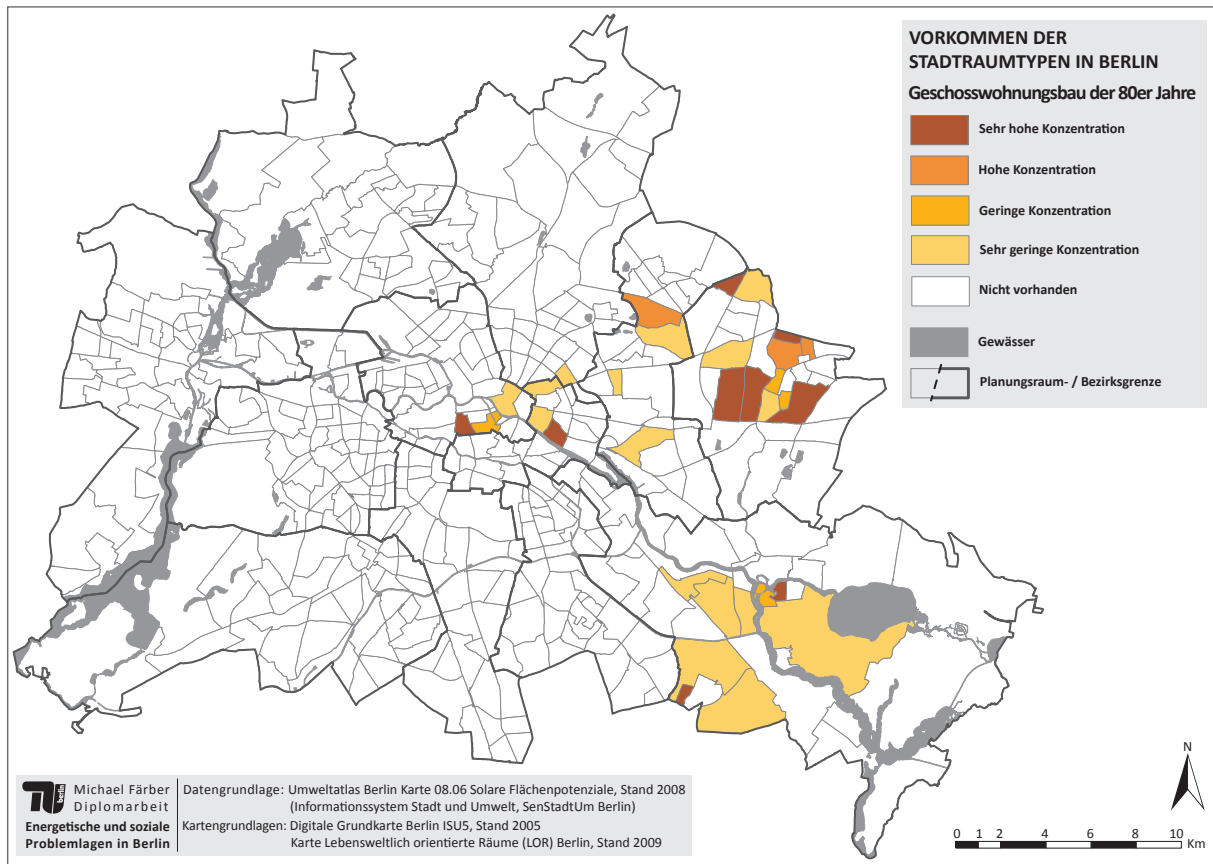 VORKOMMEN DER
STADTRAUMTYPEN IN BERLIN
Geschosswohnungsbau der 80er Jahre
Sehr hohe Konzentration
Hohe Konzentration
Geringe Konzentration
Sehr geringe Konzentration
Nicht vorhanden
Gewässer
Planungsraum- / Bezirksgrenze
N
0 1 2 4 6 8 10
Km
berlin
Michael Färber
Diplomarbeit
Energetische und soziale
Problemlagen in Berlin
Datengrundlage: Umweltatlas Berlin Karte 08.06 Solare Flächenpotenziale, Stand 2008
(Informationssystem Stadt und Umwelt, SenStadtUm Berlin)
Kartengrundlagen: Digitale Grundkarte Berlin ISU5, Stand 2005
Karte Lebensweltlich orientierte Räume (LOR) Berlin, Stand 2009